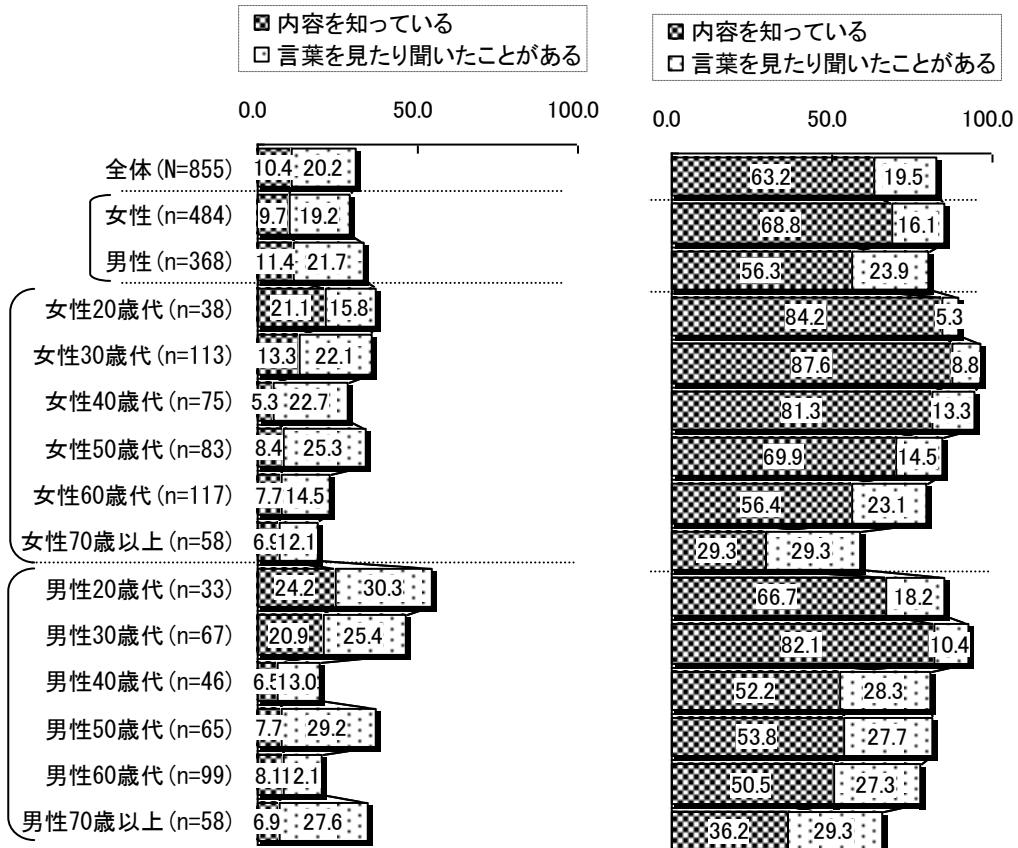 内容を知っている
言葉を見たり聞いたことがある
内容を知っている
言葉を見たり聞いたことがある
0.0 50.0 100.0
0.0 50.0 100.0
全体(N=855) 10.4 20.2 63.2 19.5
女性(n=484) 9.7 19.2 68.8 16.1
男性(n=368) 11.4 21.7 56.3 23.9
女性20歳代(n=38) 21.1 15.8 84.2 5.3
女性30歳代(n=113) 13.3 22.1 87.6 8.8
女性40歳代(n=75) 5.3 22.7 81.3 13.3
女性50歳代(n=83) 8.4 25.3 69.9 14.5
女性60歳代(n=117) 7.7 14.5 56.4 23.1
女性70歳以上(n=58) 6.9 12.1 29.3 29.3
男性20歳代(n=33) 24.2 30.3 66.7 18.2
男性30歳代(n=67) 20.9 25.4 82.1 10.4
男性40歳代(n=46) 6.5 13.0 52.2 28.3
男性50歳代(n=65) 7.7 29.2 53.8 27.7
男性60歳代(n=99) 8.1 12.1 50.5 27.3
男性70歳以上(n=58) 6.9 27.6 36.2 29.3